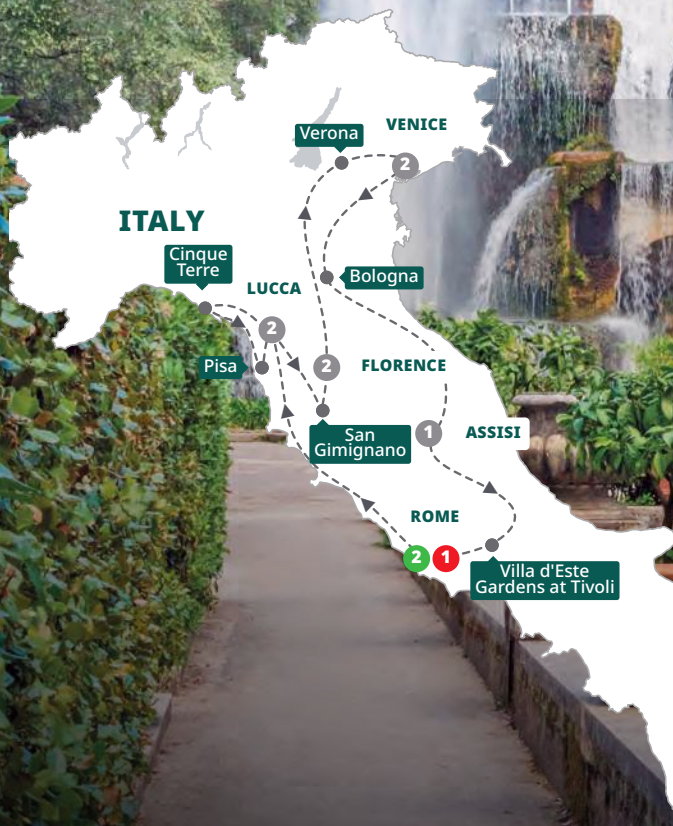 VENICE
Verona
2
ITALY
Cinque
Terre
Bologna
LUCCA
2
Pisa
2
FLORENCE
San
Gimignano
1
ASSISI
ROME
2
1
Villa d'Este
Gardens at Tivoli